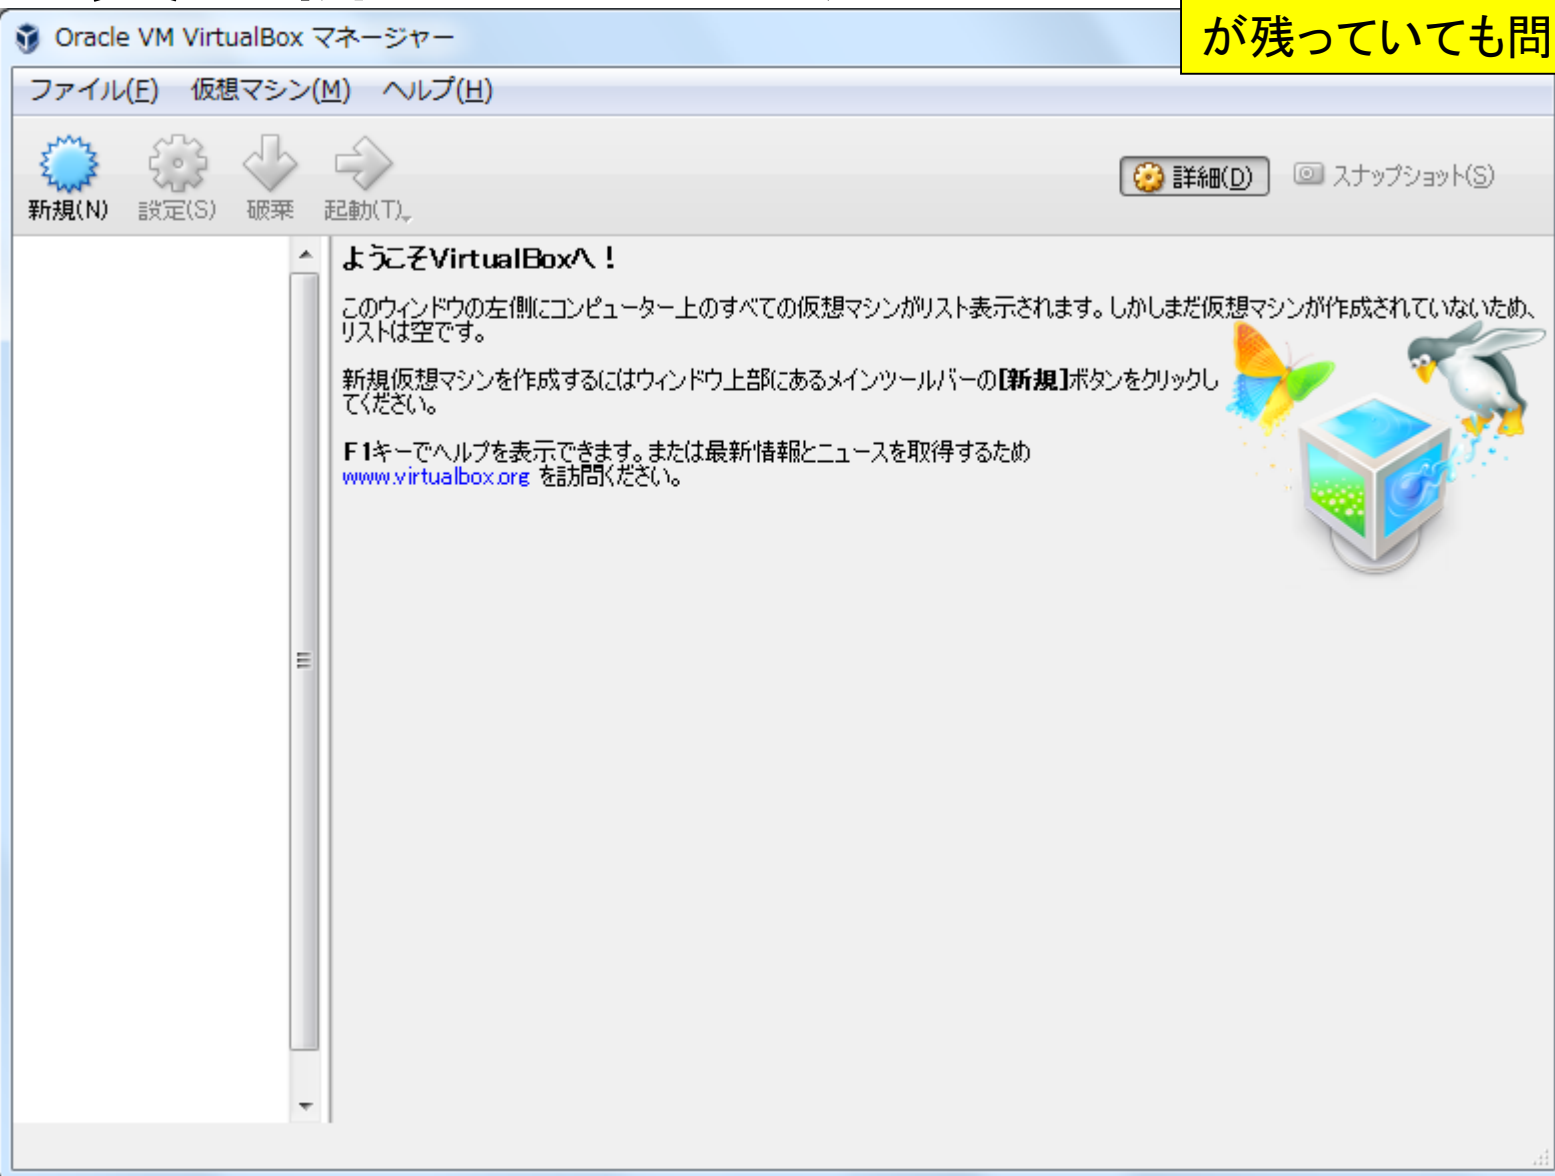 が残っていても問
Oracle VM VirtualBox マネージャー
ファイル(F) 仮想マシン(M) ヘルプ(H)
新規(N) 設定(S) 破棄 起動(T) 詳細(D) スナップショット(S)
ようこそVirtualBoxへ！
このウィンドウの左側にコンピューター上のすべての仮想マシンがリスト表示されます。しかしまだ仮想マシンが作成されていないため、
リストは空です。
新規仮想マシンを作成するにはウィンドウ上部にあるメインツールバーの[新規]ボタンをクリックし
てください。
F1キーでヘルプを表示できます。または最新情報とニュースを取得するため
www.virtualbox.org を訪問ください。